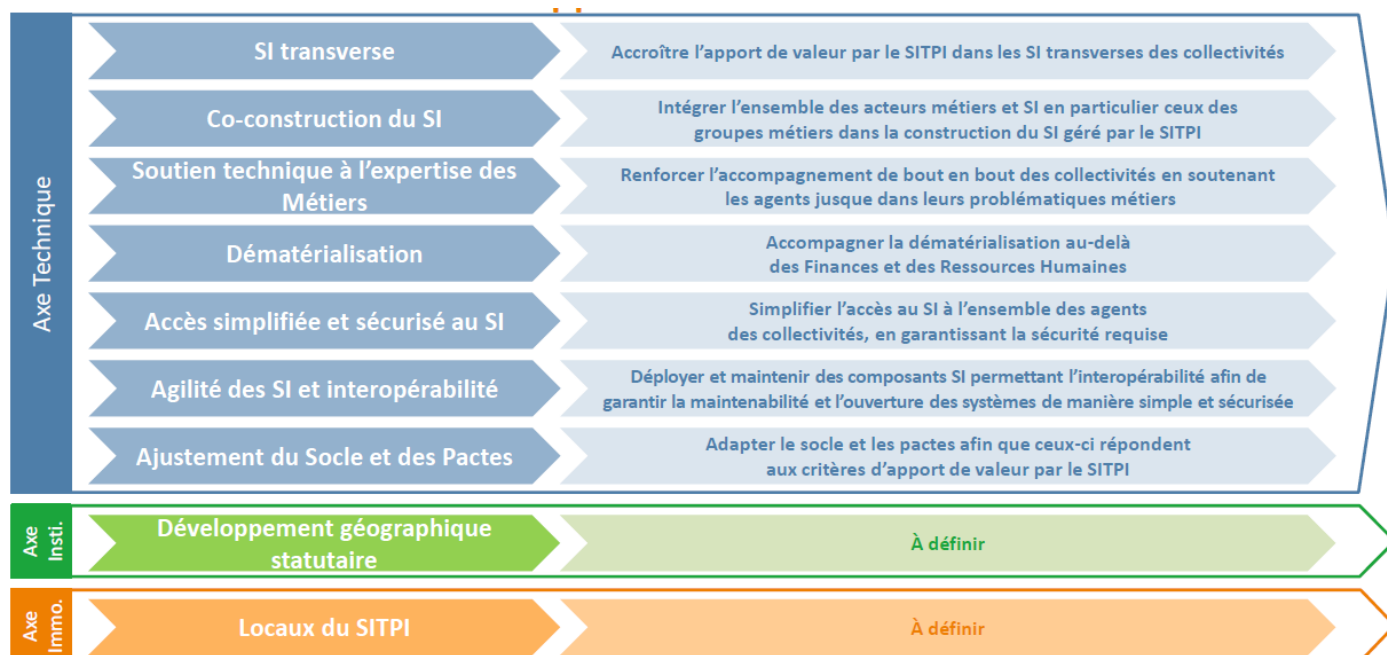 Axe Technique
SI transverse
Accroître l’apport de valeur par le SITPI dans les SI transverses des collectivités
Co-construction du SI
Intégrer l’ensemble des acteurs métiers et SI en particulier ceux des
groupes métiers dans la construction du SI géré par le SITPI
Soutien technique à l’expertise des
Métiers
Renforcer l’accompagnement de bout en bout des collectivités en soutenant
les agents jusque dans leurs problématiques métiers
Dématérialisation
Accompagner la dématérialisation au-delà
des Finances et des Ressources Humaines
Accès simplifiée et sécurisé au SI
Simplifier l’accès au SI à l’ensemble des agents
des collectivités, en garantissant la sécurité requise
Agilité des SI et interopérabilité
Déployer et maintenir des composants SI permettant l’interopérabilité afin de
garantir la maintenabilité et l’ouverture des systèmes de manière simple et sécurisée
Ajustement du Socle et des Pactes
Adapter le socle et les pactes afin que ceux-ci répondent
aux critères d’apport de valeur par le SITPI
Axe
Insti.
Développement géographique
statutaire
À définir
Axe
Immo.
Locaux du SITPI
À définir